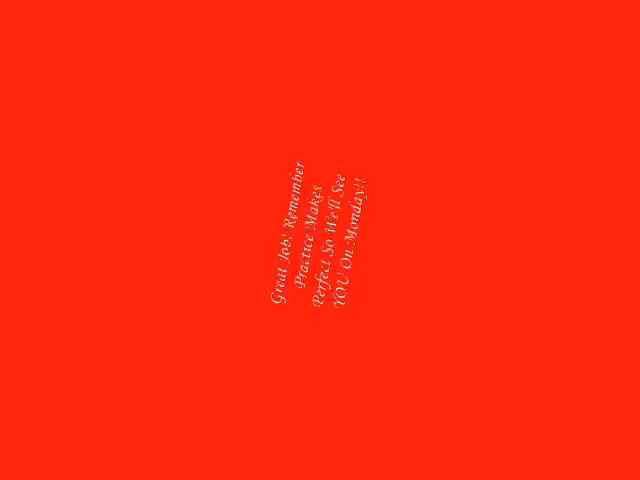 Great Job! Remember
Practice Makes
Perfect So We'll See
YOU On Monday!!